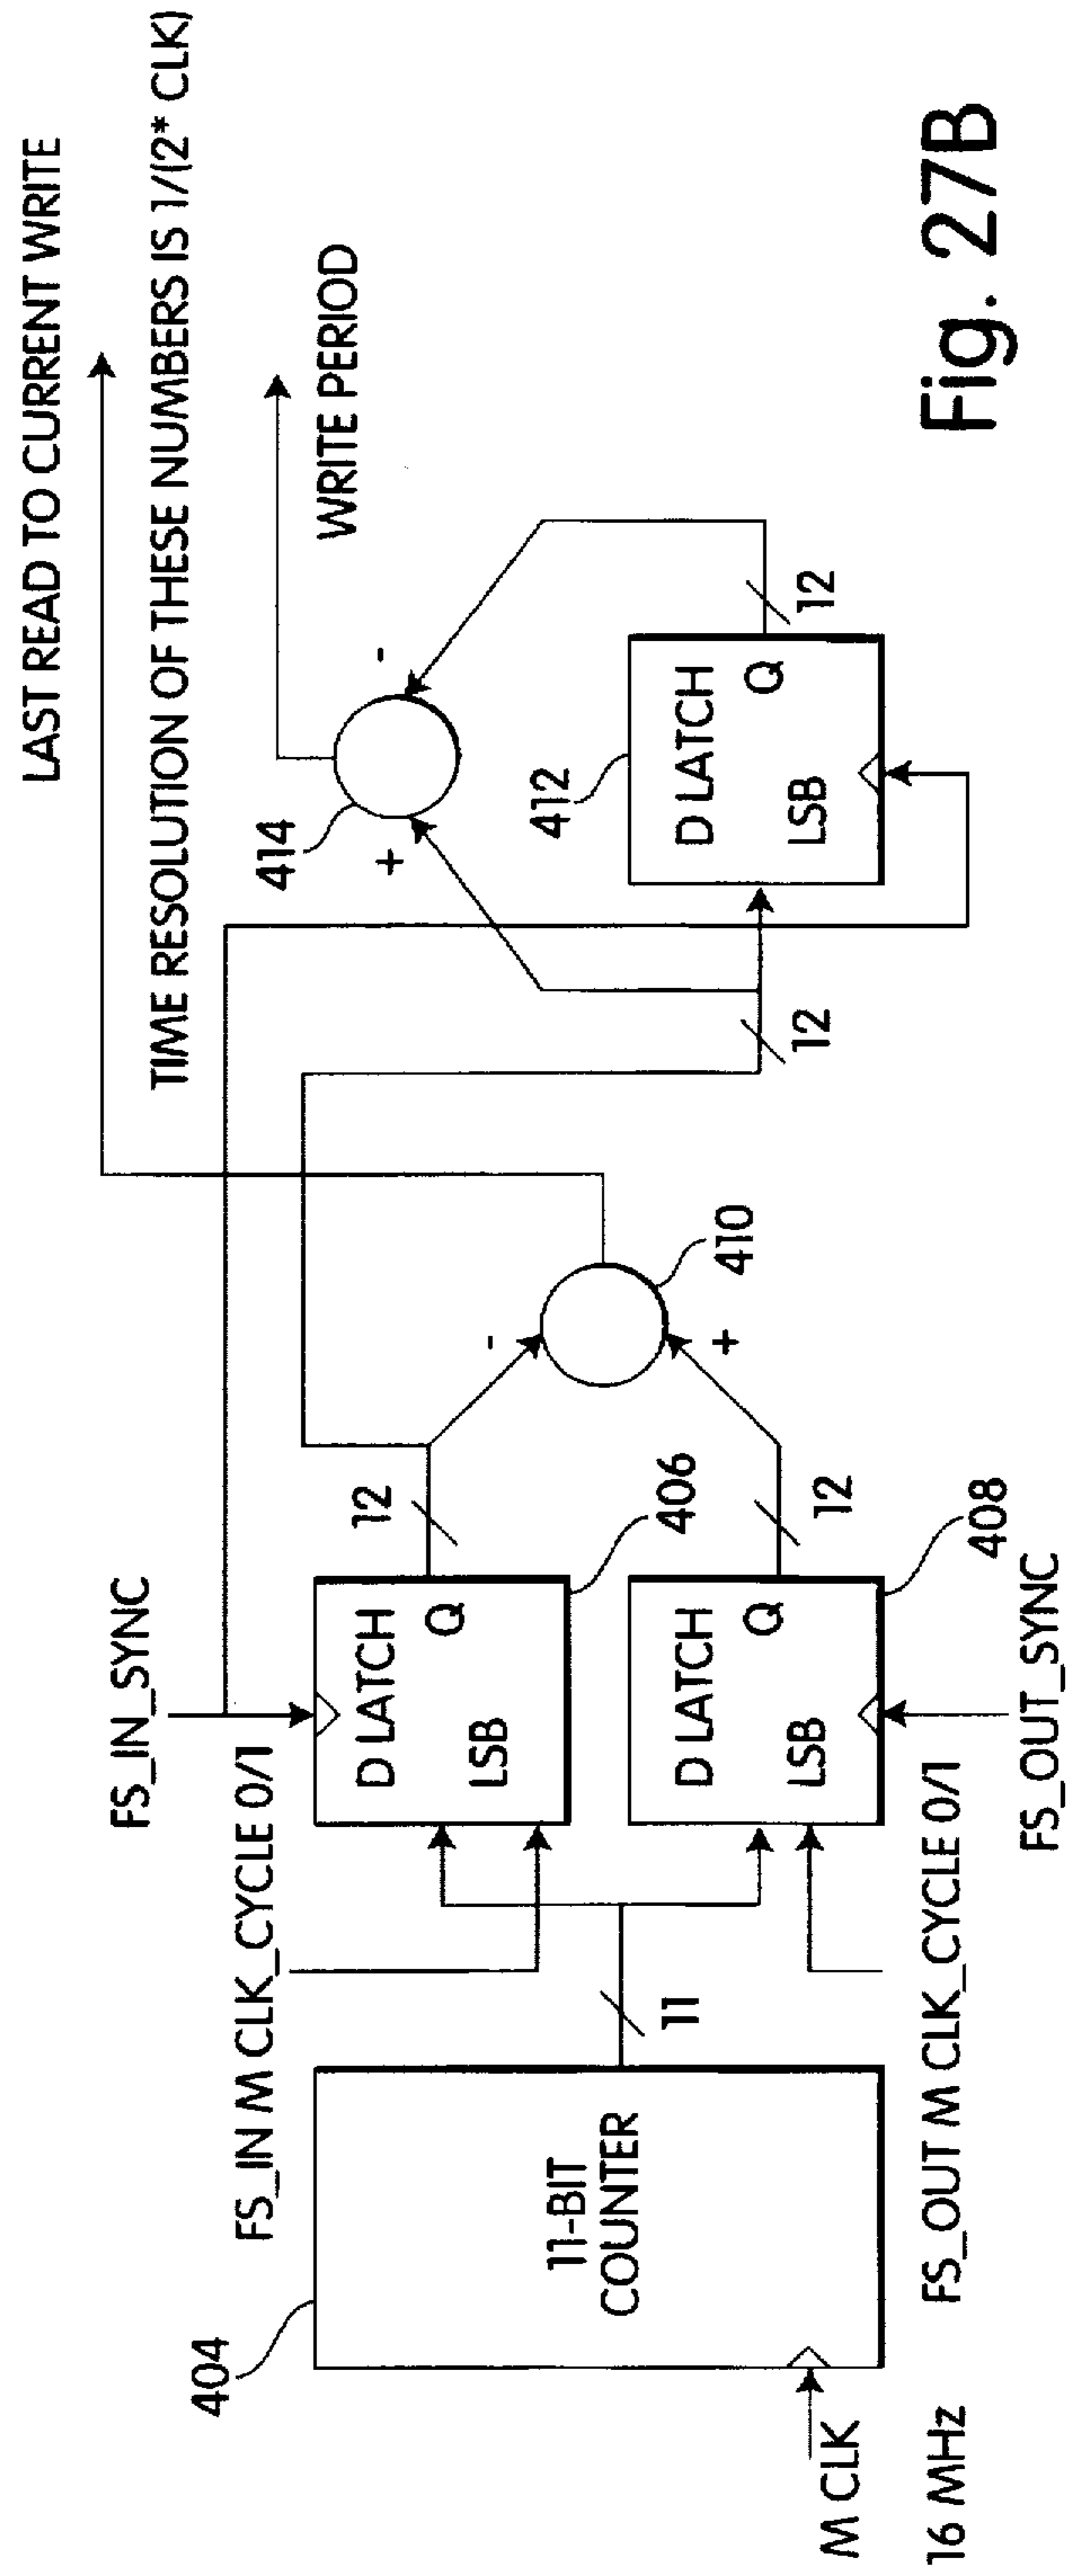 LAST READ TO CURRENT WRITE
TIME RESOLUTION OF THESE NUMBERS IS 1/(2* CLK)
WRITE PERIOD
FS_IN_SYNC
FS_IN M CLK_CYCLE 0/1
404
11-BIT
COUNTER
M CLK
16 MHz
11
D LATCH
Q
LSB
12
406
D LATCH
Q
LSB
12
408
FS_OUT M CLK_CYCLE 0/1
FS_OUT_SYNC
-
+
410
12
414
+
-
412
D LATCH
Q
LSB
12
Fig. 27B